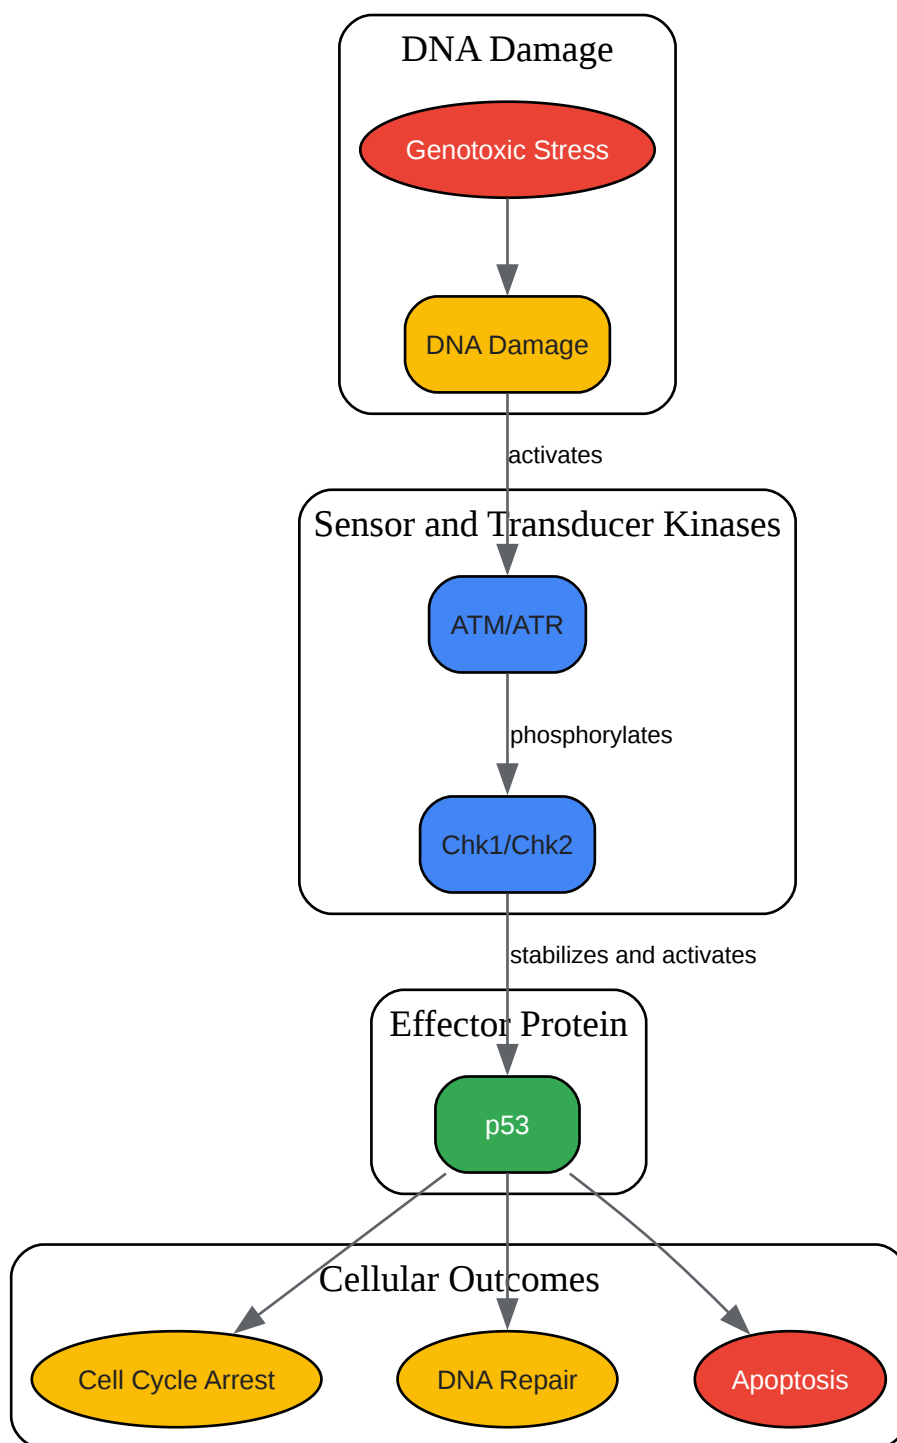 DNA Damage
Genotoxic Stress
DNA Damage
activates
Sensor and Transducer Kinases
ATM/ATR
phosphorylates
Chk1/Chk2
stabilizes and activates
Effector Protein
p53
Cellular Outcomes
Cell Cycle Arrest
DNA Repair
Apoptosis